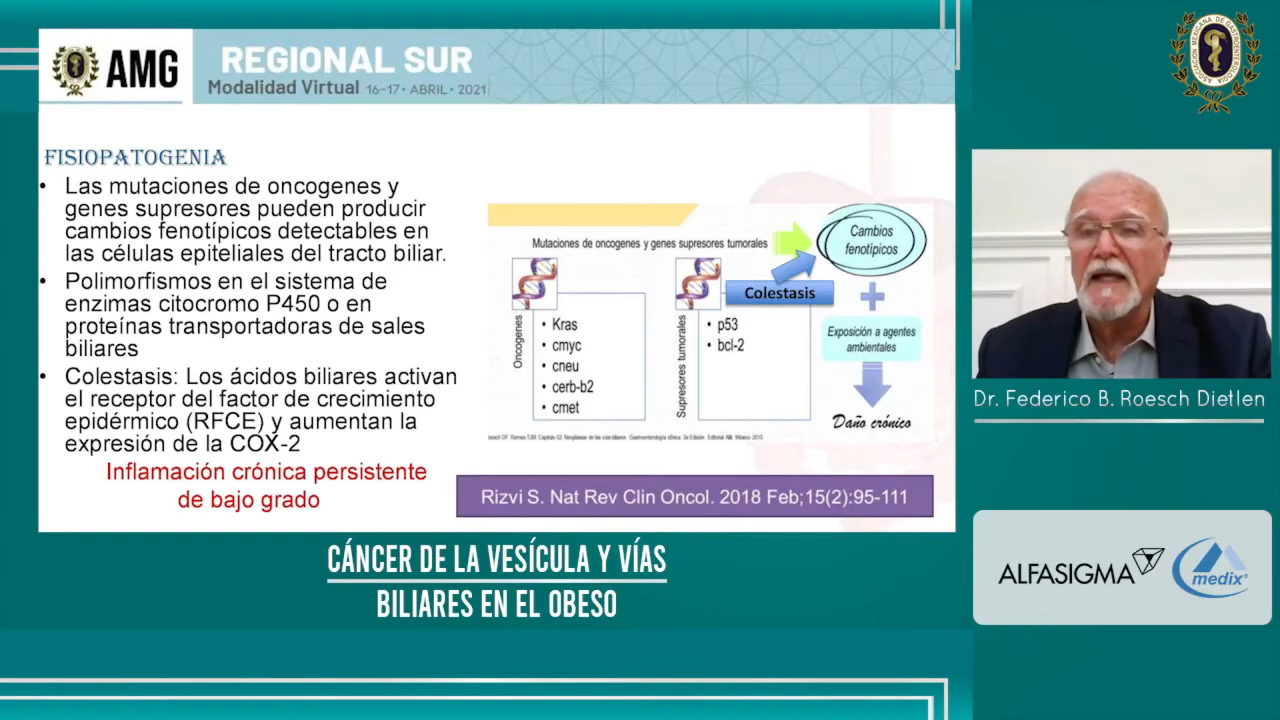 AMG
REGIONAL SUR
Modalidad Virtual 16-17 • ABRIL • 2021
ASOCIACIÓN MEXICANA DE GASTROENTEROLOGÍA
FISIOPATOGENIA
• Las mutaciones de oncogenes y
genes supresores pueden producir
cambios fenotípicos detectables en
las células epiteliales del tracto biliar.
• Polimorfismos en el sistema de
enzimas citocromo P450 o en
proteínas transportadoras de sales
biliares
• Colestasis: Los ácidos biliares activan
el receptor del factor de crecimiento
epidérmico (RFCE) y aumentan la
expresión de la COX-2
Inflamación crónica persistente
de bajo grado
Mutaciones de oncogenes y genes supresores tumorales
Cambios
fenotípicos
Colestasis
Oncogenes
• Kras
• cmyc
• cneu
• cerb-b2
• cmet
Supresores tumorales
• p53
• bcl-2
Exposición a agentes
ambientales
Daño crónico
Rizvi S. Nat Rev Clin Oncol. 2018 Feb;15(2):95-111
Dr. Federico B. Roesch Dietlen
ALFASIGMA
medix®
CÁNCER DE LA VESÍCULA Y VÍAS
BILIARES EN EL OBESO